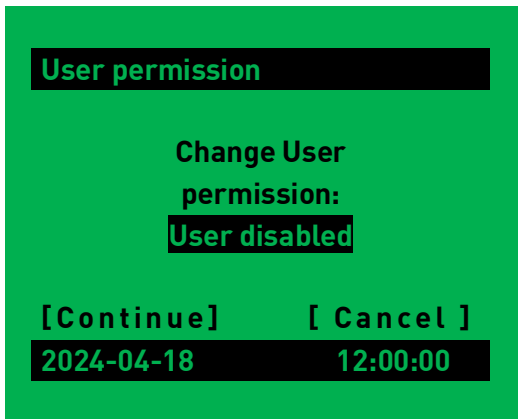 User permission
Change User
permission:
User disabled
[Continue] [ Cancel ]
2024-04-18 12:00:00